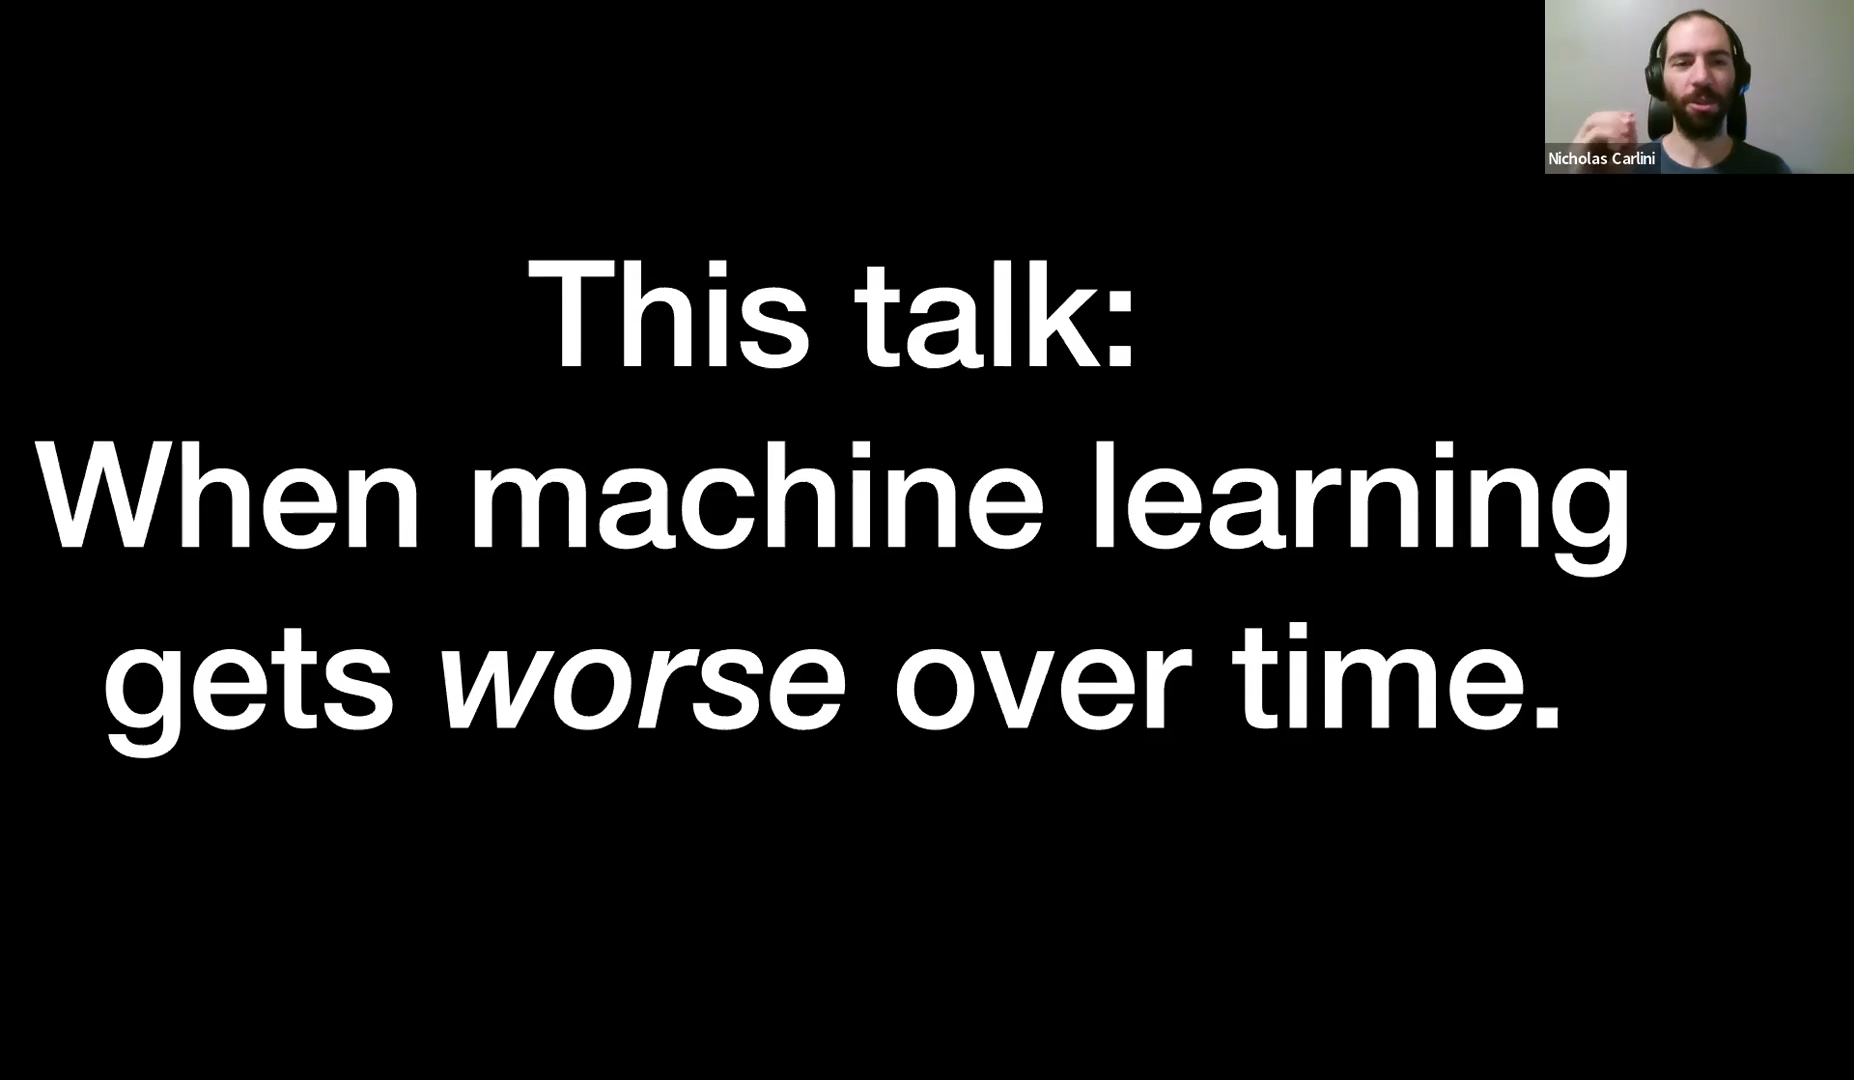 Nicholas Carlini
This talk:
When machine learning
gets worse over time.